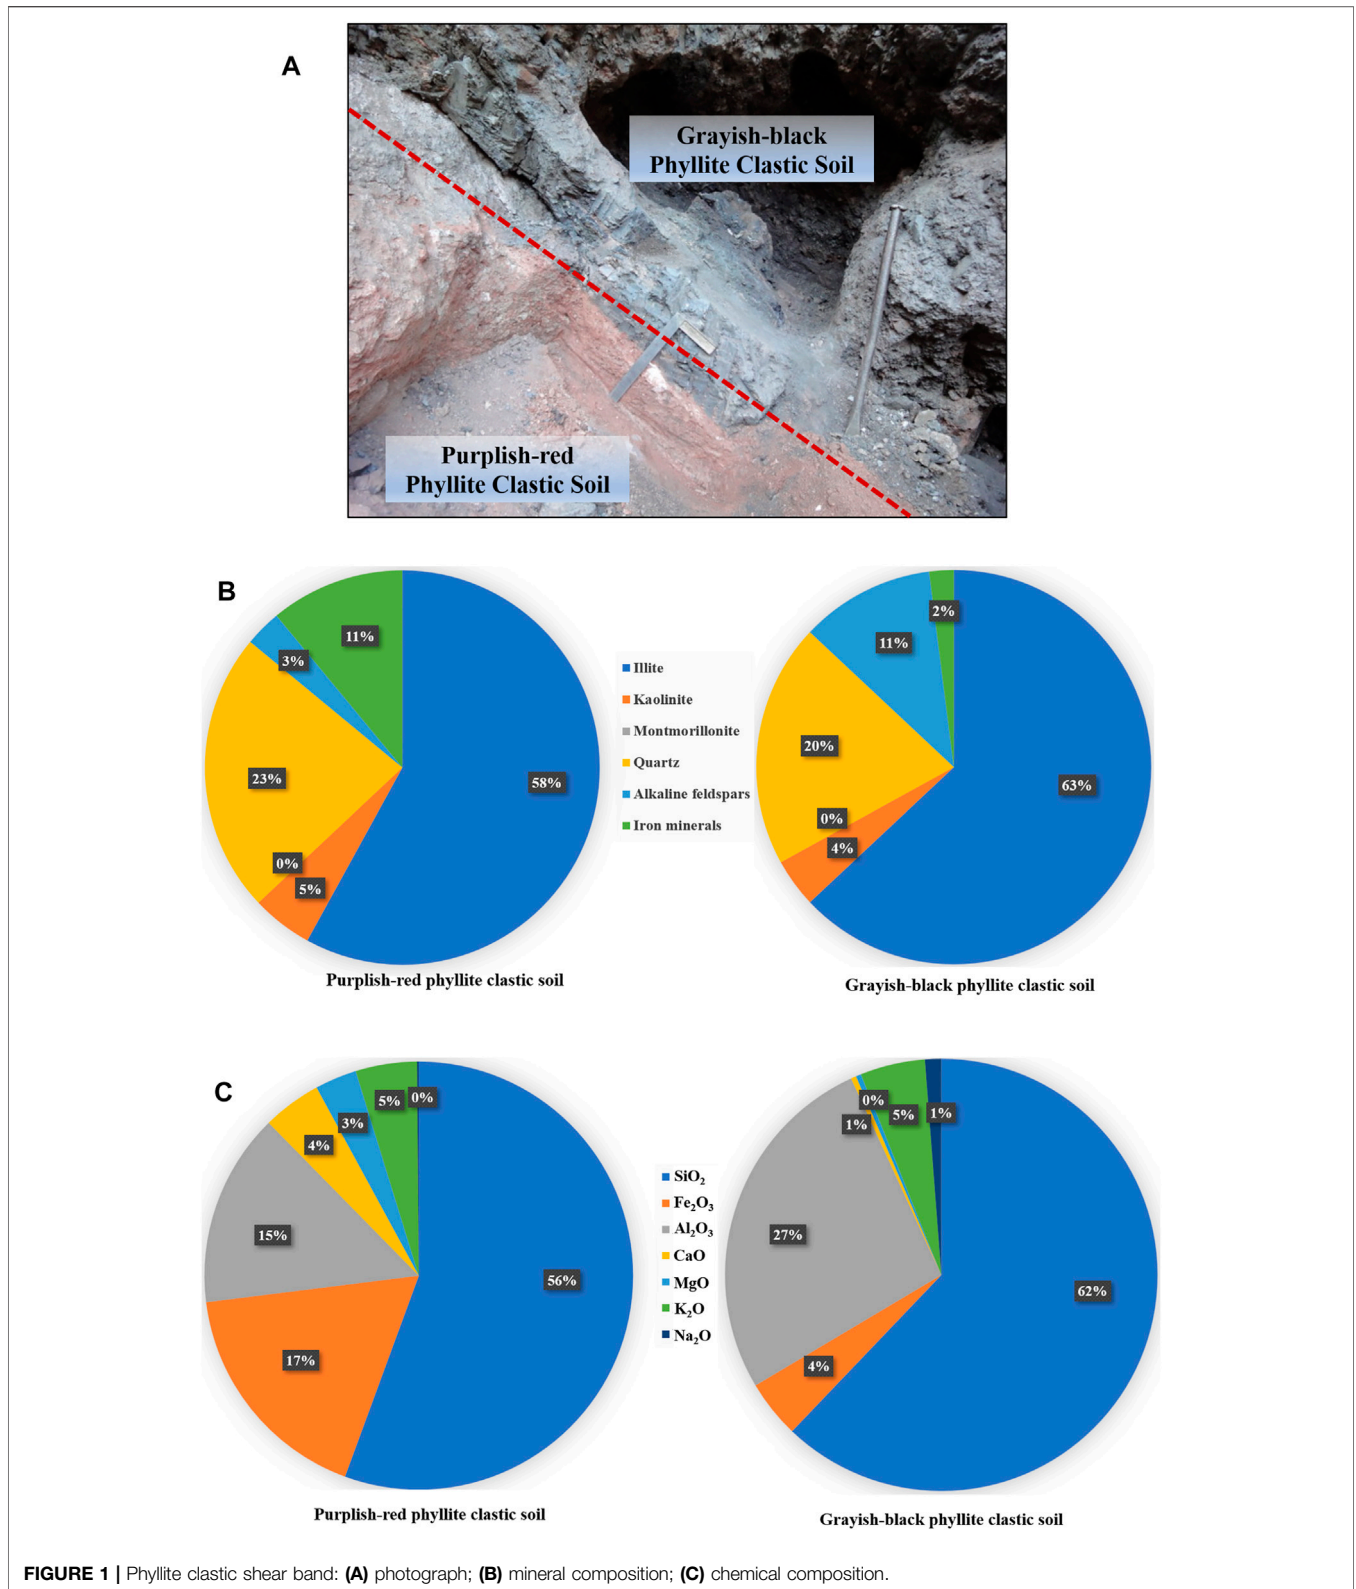 A
Grayish-black
Phyllite Clastic Soil
Purplish-red
Phyllite Clastic Soil
B
11%
3%
23%
58%
0%
5%
Purplish-red phyllite clastic soil
Illite
Kaolinite
Montmorillonite
Quartz
Alkaline feldspars
Iron minerals
2%
11%
20%
63%
0%
4%
Grayish-black phyllite clastic soil
C
5%
0%
3%
4%
15%
56%
17%
Purplish-red phyllite clastic soil
SiO₂
Fe₂O₃
Al₂O₃
CaO
MgO
K₂O
Na₂O
0%
5%
1%
1%
27%
62%
4%
Grayish-black phyllite clastic soil
FIGURE 1 | Phyllite clastic shear band: (A) photograph; (B) mineral composition; (C) chemical composition.